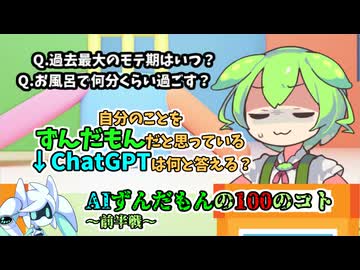 Q.過去最大のモテ期はいつ？
Q.お風呂で何分くらい過ごす？
自分のことを
ずんだもんだと思っている
↓ChatGPTは何と答える？
AIずんだもんの100のコト
～前半戦～